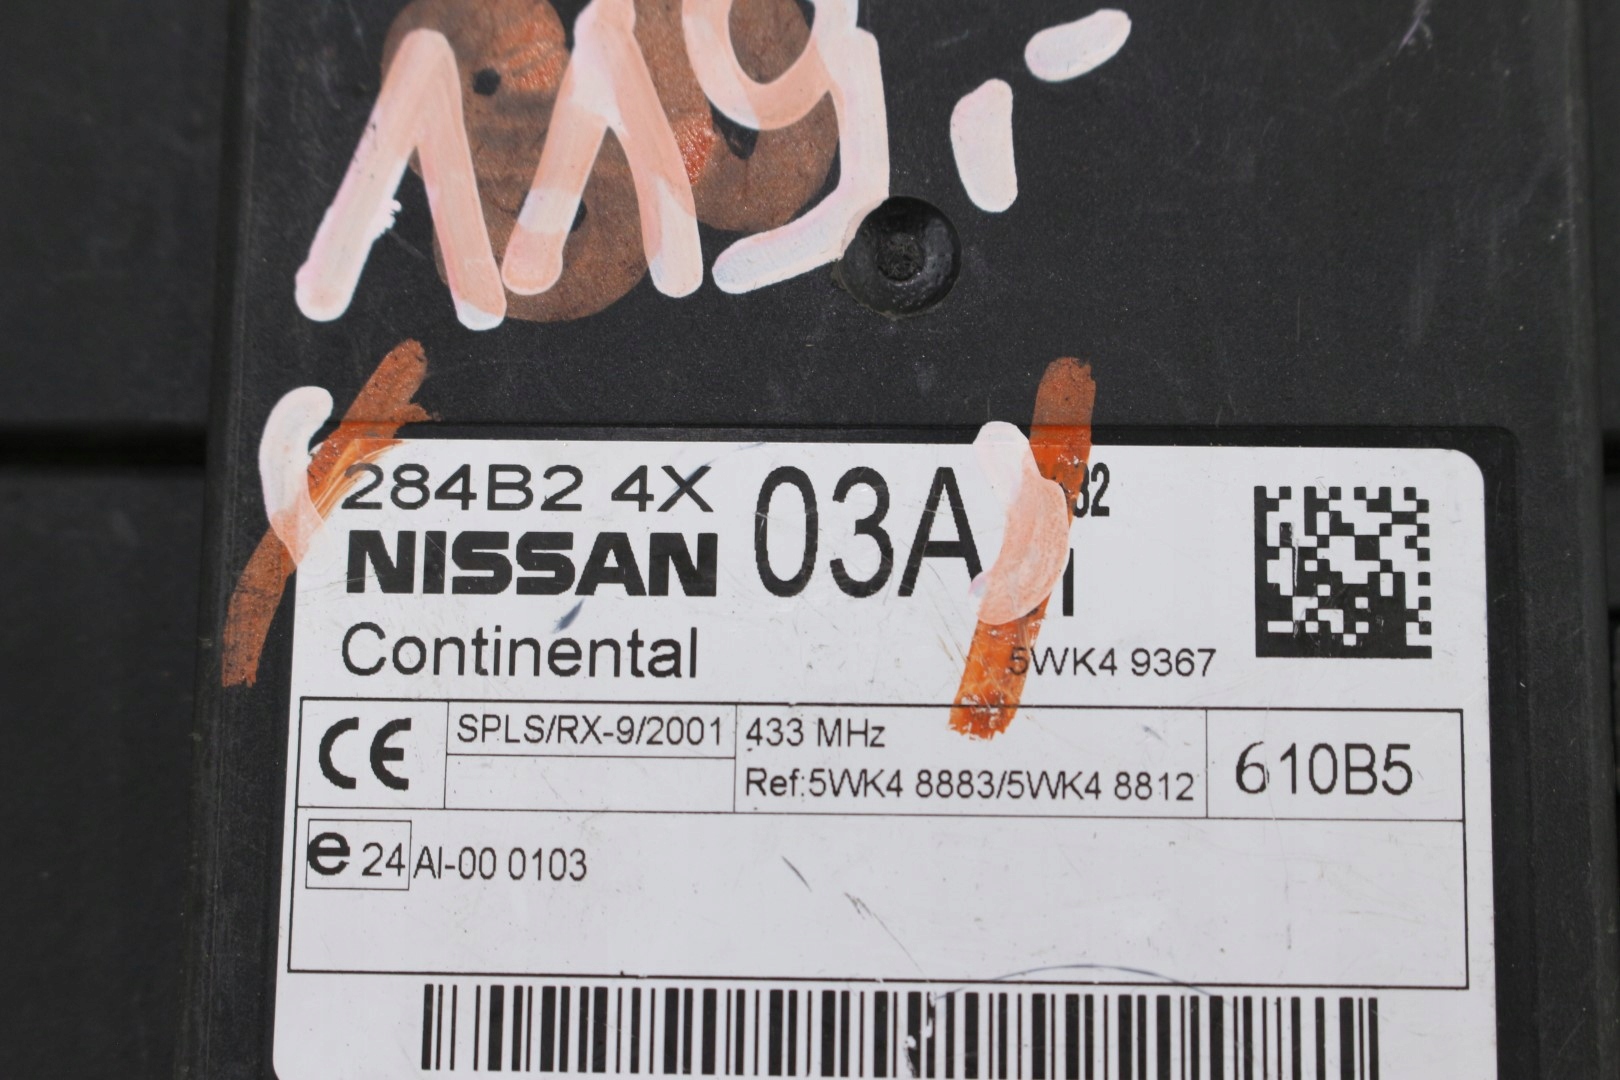 119,-
284B2 4X 03A
NISSAN
Continental
5WK4 9367
CE SPLS/RX-9/2001 433 MHz 610B5
Ref:5WK4 8883/5WK4 8812
e 24 AI-00 0103